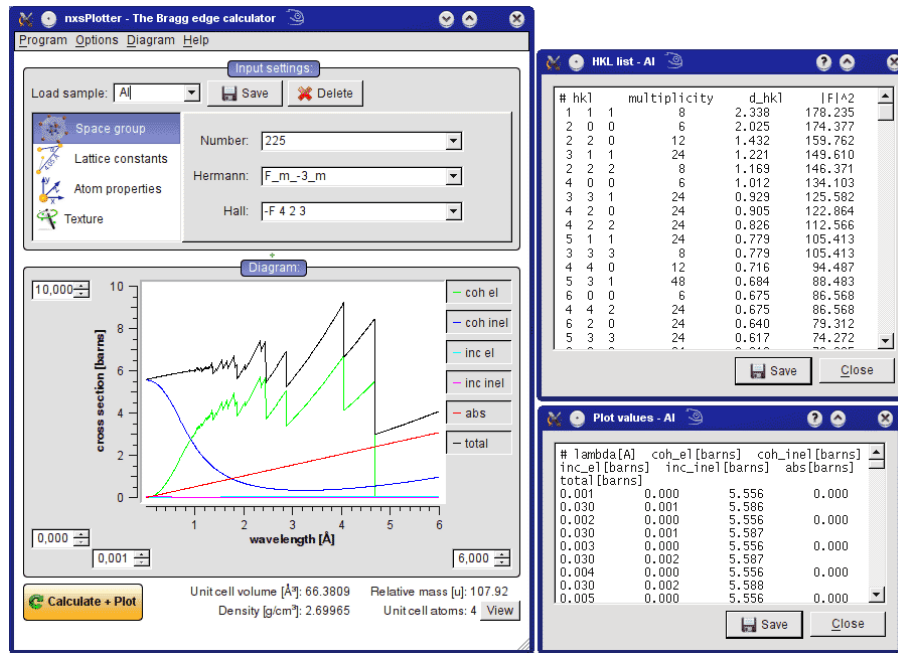 nxsPlotter - The Bragg edge calculator
Program Options Diagram Help
Input settings:
Load sample: Al Save Delete
Space group
Lattice constants
Atom properties
Texture
Number: 225
Hermann: F_m_-3_m
Hall: -F 4 2 3
Diagram:
10,000
cross section [barns]
10
8
6
4
2
0
coh el
coh inel
inc el
inc inel
abs
total
1 2 3 4 5 6
wavelength [Å]
0,000
0,001
6,000
Calculate + Plot
Unit cell volume [Å³]: 66.3809 Relative mass [u]: 107.92
Density [g/cm³]: 2.69965 Unit cell atoms: 4 View
HKL list - Al
# hkl multiplicity d_hkl |F|^2
1 1 1 8 2.338 178.235
2 0 0 6 2.025 174.377
2 2 0 12 1.432 159.762
3 1 1 24 1.221 149.610
2 2 2 8 1.169 146.371
4 0 0 6 1.012 134.103
3 3 1 24 0.929 125.582
4 2 0 24 0.905 122.864
4 2 2 24 0.826 112.566
5 1 1 24 0.779 105.413
3 3 3 8 0.779 105.413
4 4 0 12 0.716 94.487
5 3 1 48 0.684 88.483
6 0 0 6 0.675 86.568
4 4 2 24 0.675 86.568
6 2 0 24 0.640 79.312
5 3 3 24 0.617 74.272
Save Close
Plot values - Al
# lambda[A] coh_el[barns] coh_inel[barns]
inc_el[barns] inc_inel[barns] abs[barns]
total[barns]
0.001 0.000 5.556 0.000
0.030 0.001 5.586
0.002 0.000 5.556 0.000
0.030 0.001 5.587
0.003 0.000 5.556 0.000
0.030 0.002 5.587
0.004 0.000 5.556 0.000
0.030 0.002 5.588
0.005 0.000 5.556 0.000
Save Close